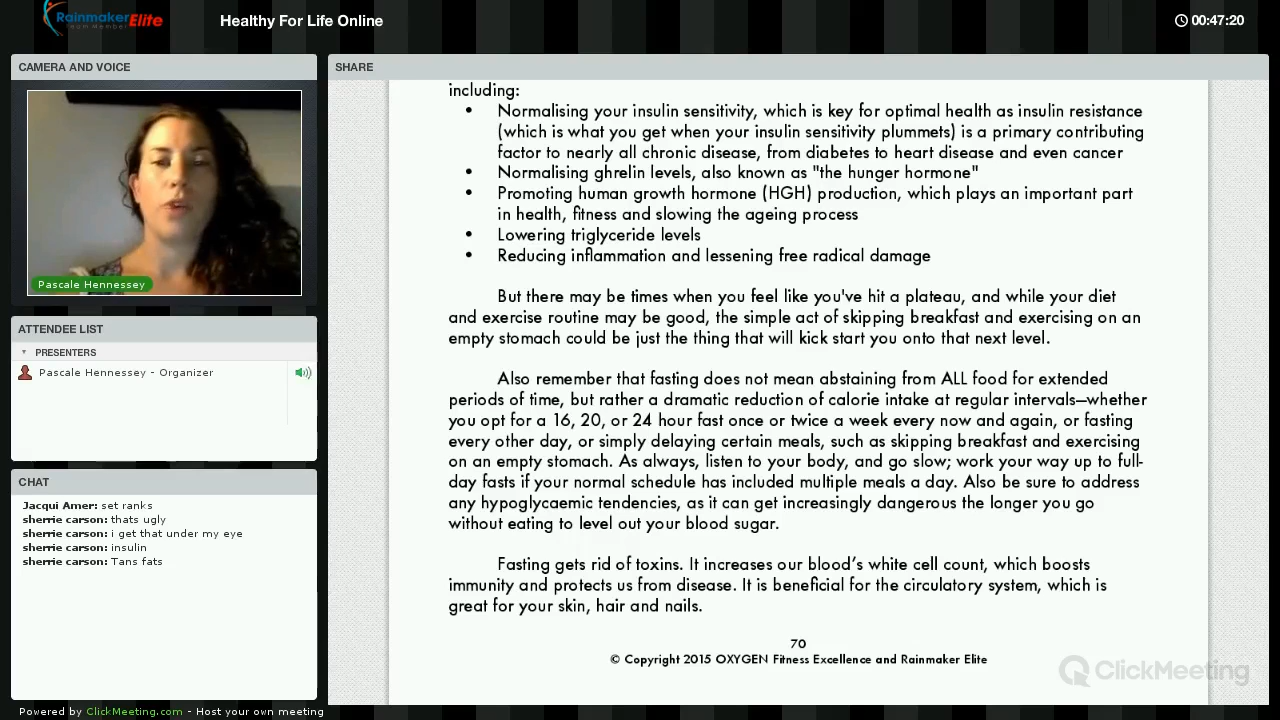 RainmakerElite
Team Member
Healthy For Life Online
00:47:20
CAMERA AND VOICE
Pascale Hennessey
ATTENDEE LIST
PRESENTERS
Pascale Hennessey - Organizer
CHAT
Jacqui Amer: set ranks
sherrie carson: thats ugly
sherrie carson: i get that under my eye
sherrie carson: insulin
sherrie carson: Tans fats
Powered by ClickMeeting.com - Host your own meeting
SHARE
including:
• Normalising your insulin sensitivity, which is key for optimal health as insulin resistance
(which is what you get when your insulin sensitivity plummets) is a primary contributing
factor to nearly all chronic disease, from diabetes to heart disease and even cancer
• Normalising ghrelin levels, also known as "the hunger hormone"
• Promoting human growth hormone (HGH) production, which plays an important part
in health, fitness and slowing the ageing process
• Lowering triglyceride levels
• Reducing inflammation and lessening free radical damage
But there may be times when you feel like you've hit a plateau, and while your diet
and exercise routine may be good, the simple act of skipping breakfast and exercising on an
empty stomach could be just the thing that will kick start you onto that next level.
Also remember that fasting does not mean abstaining from ALL food for extended
periods of time, but rather a dramatic reduction of calorie intake at regular intervals—whether
you opt for a 16, 20, or 24 hour fast once or twice a week every now and again, or fasting
every other day, or simply delaying certain meals, such as skipping breakfast and exercising
on an empty stomach. As always, listen to your body, and go slow; work your way up to full-
day fasts if your normal schedule has included multiple meals a day. Also be sure to address
any hypoglycaemic tendencies, as it can get increasingly dangerous the longer you go
without eating to level out your blood sugar.
Fasting gets rid of toxins. It increases our blood's white cell count, which boosts
immunity and protects us from disease. It is beneficial for the circulatory system, which is
great for your skin, hair and nails.
70
© Copyright 2015 OXYGEN Fitness Excellence and Rainmaker Elite
ClickMeeting